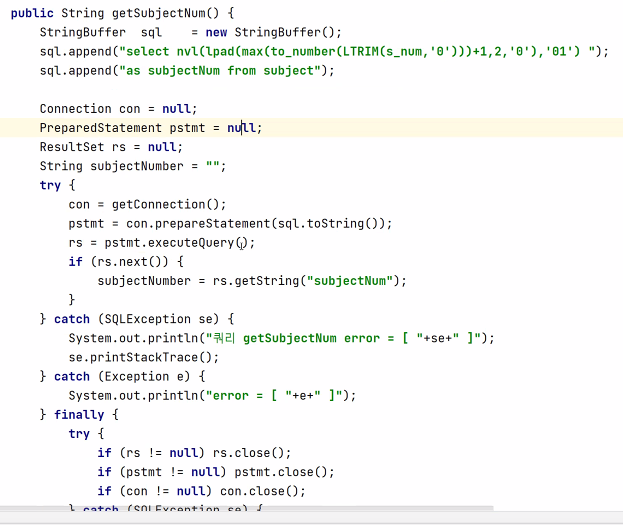 public String getSubjectNum() {
    StringBuffer  sql    = new StringBuffer();
    sql.append("select nvl(lpad(max(to_number(LTRIM(s_num,'0')))+1,2,'0'),'01') ");
    sql.append("as subjectNum from subject");

    Connection con = null;
    PreparedStatement pstmt = null;
    ResultSet rs = null;
    String subjectNumber = "";
    try {
        con = getConnection();
        pstmt = con.prepareStatement(sql.toString());
        rs = pstmt.executeQuery();
        if (rs.next()) {
            subjectNumber = rs.getString("subjectNum");
        }
    } catch (SQLException se) {
        System.out.println("쿼리 getSubjectNum error = [ "+se+" ]");
        se.printStackTrace();
    } catch (Exception e) {
        System.out.println("error = [ "+e+" ]");
    } finally {
        try {
            if (rs != null) rs.close();
            if (pstmt != null) pstmt.close();
            if (con != null) con.close();
        } catch (SQLException se) {